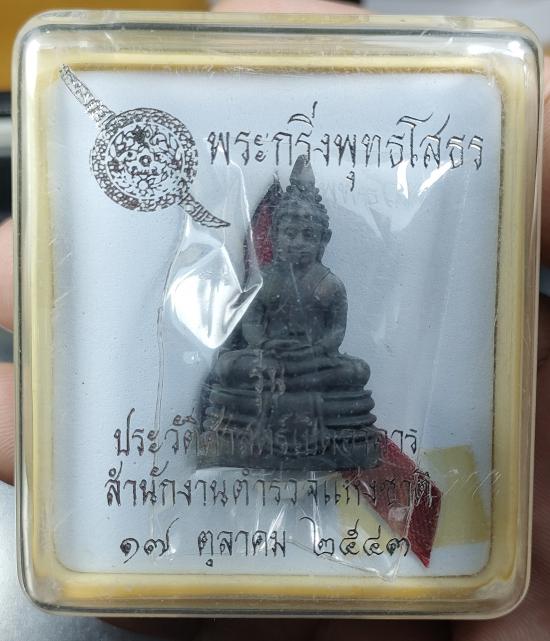 พระกริ่งพุทธโสธร
รุ่น
ประวัติศาสตร์
สำนักงานตำรวจแห่งชาติ
๑๗ ตุลาคม ๒๕๔๓